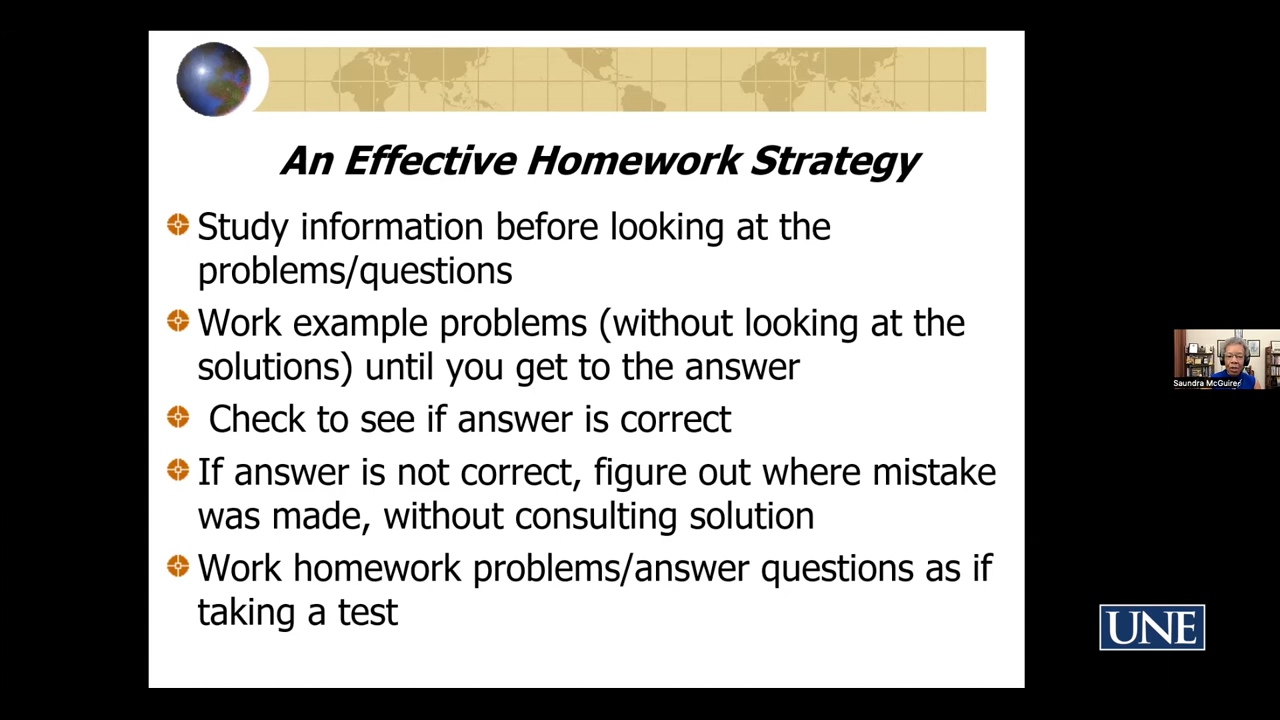 An Effective Homework Strategy
Study information before looking at the
problems/questions
Work example problems (without looking at the
solutions) until you get to the answer
Check to see if answer is correct
If answer is not correct, figure out where mistake
was made, without consulting solution
Work homework problems/answer questions as if
taking a test
Saundra McGuire
UNE